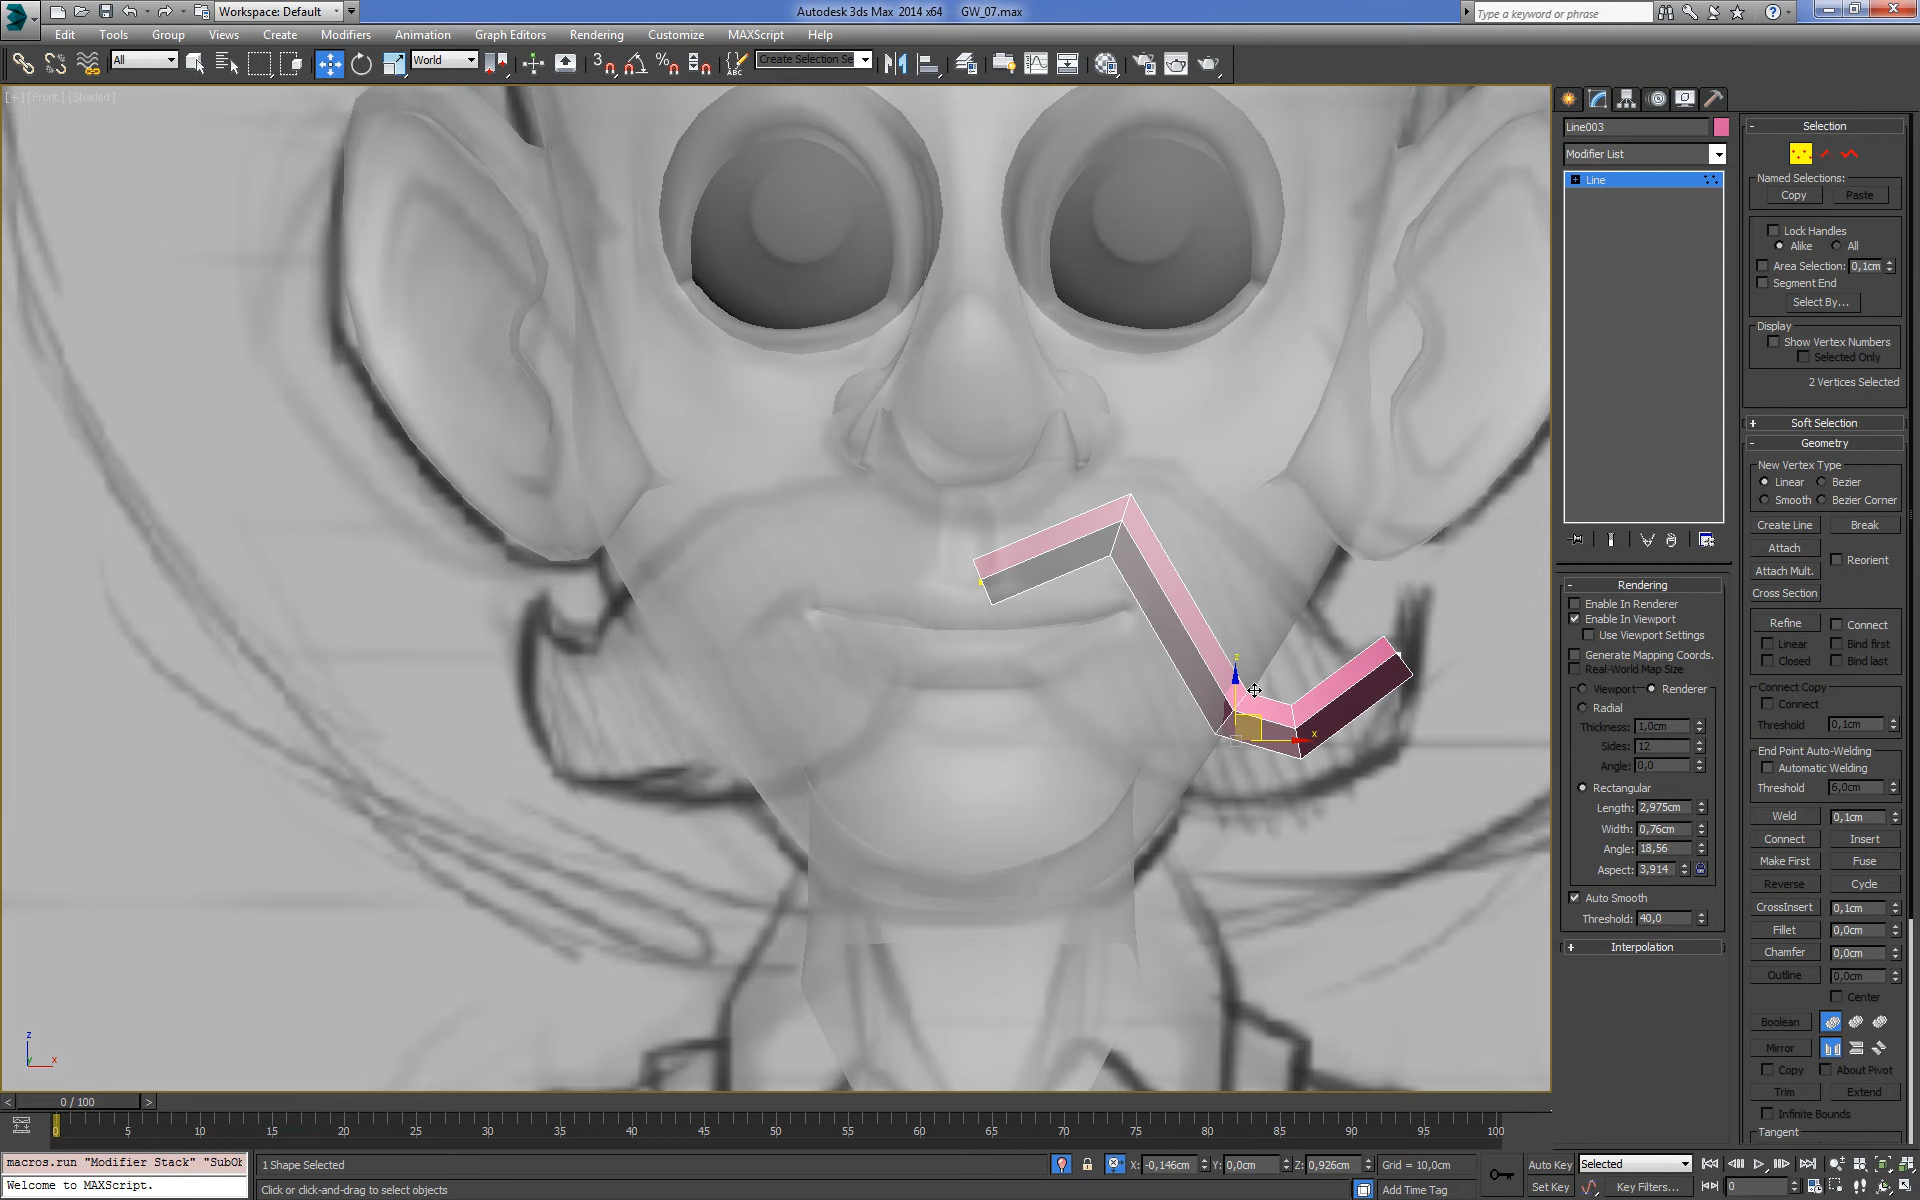 Workspace: Default
Autodesk 3ds Max 2014 x64 GW_07.max
Type a keyword or phrase
Edit Tools Group Views Create Modifiers Animation Graph Editors Rendering Customize MAXScript Help
All World 3 Create Selection Se
[+][Front][Shaded]
Line003
Modifier List
Line
Rendering
Enable In Renderer
Enable In Viewport
Use Viewport Settings
Generate Mapping Coords.
Real-World Map Size
Viewport Renderer
Radial
Thickness: 1,0cm
Sides: 12
Angle: 0,0
Rectangular
Length: 2,975cm
Width: 0,76cm
Angle: 18,56
Aspect: 3,914
Auto Smooth
Threshold: 40,0
Interpolation
Selection
Named Selections:
Copy Paste
Lock Handles
Alike All
Area Selection: 0,1cm
Segment End
Select By...
Display
Show Vertex Numbers
Selected Only
2 Vertices Selected
Soft Selection
Geometry
New Vertex Type
Linear Bezier
Smooth Bezier Corner
Create Line Break
Attach
Reorient
Attach Mult.
Cross Section
Refine Connect
Linear Bind first
Closed Bind last
Connect Copy
Connect
Threshold 0,1cm
End Point Auto-Welding
Automatic Welding
Threshold 6,0cm
Weld 0,1cm
Connect Insert
Make First Fuse
Reverse Cycle
CrossInsert 0,1cm
Fillet 0,0cm
Chamfer 0,0cm
Outline 0,0cm
Center
Boolean
Mirror
Copy About Pivot
Trim Extend
Infinite Bounds
Tangent
z
x
z
y x
0 / 100
0 5 10 15 20 25 30 35 40 45 50 55 60 65 70 75 80 85 90 95 100
macros.run "Modifier Stack" "SubOb
Welcome to MAXScript.
1 Shape Selected
Click or click-and-drag to select objects
X: -0,146cm Y: 0,0cm Z: 0,926cm Grid = 10,0cm
Add Time Tag
Auto Key Selected
Set Key Key Filters... 0